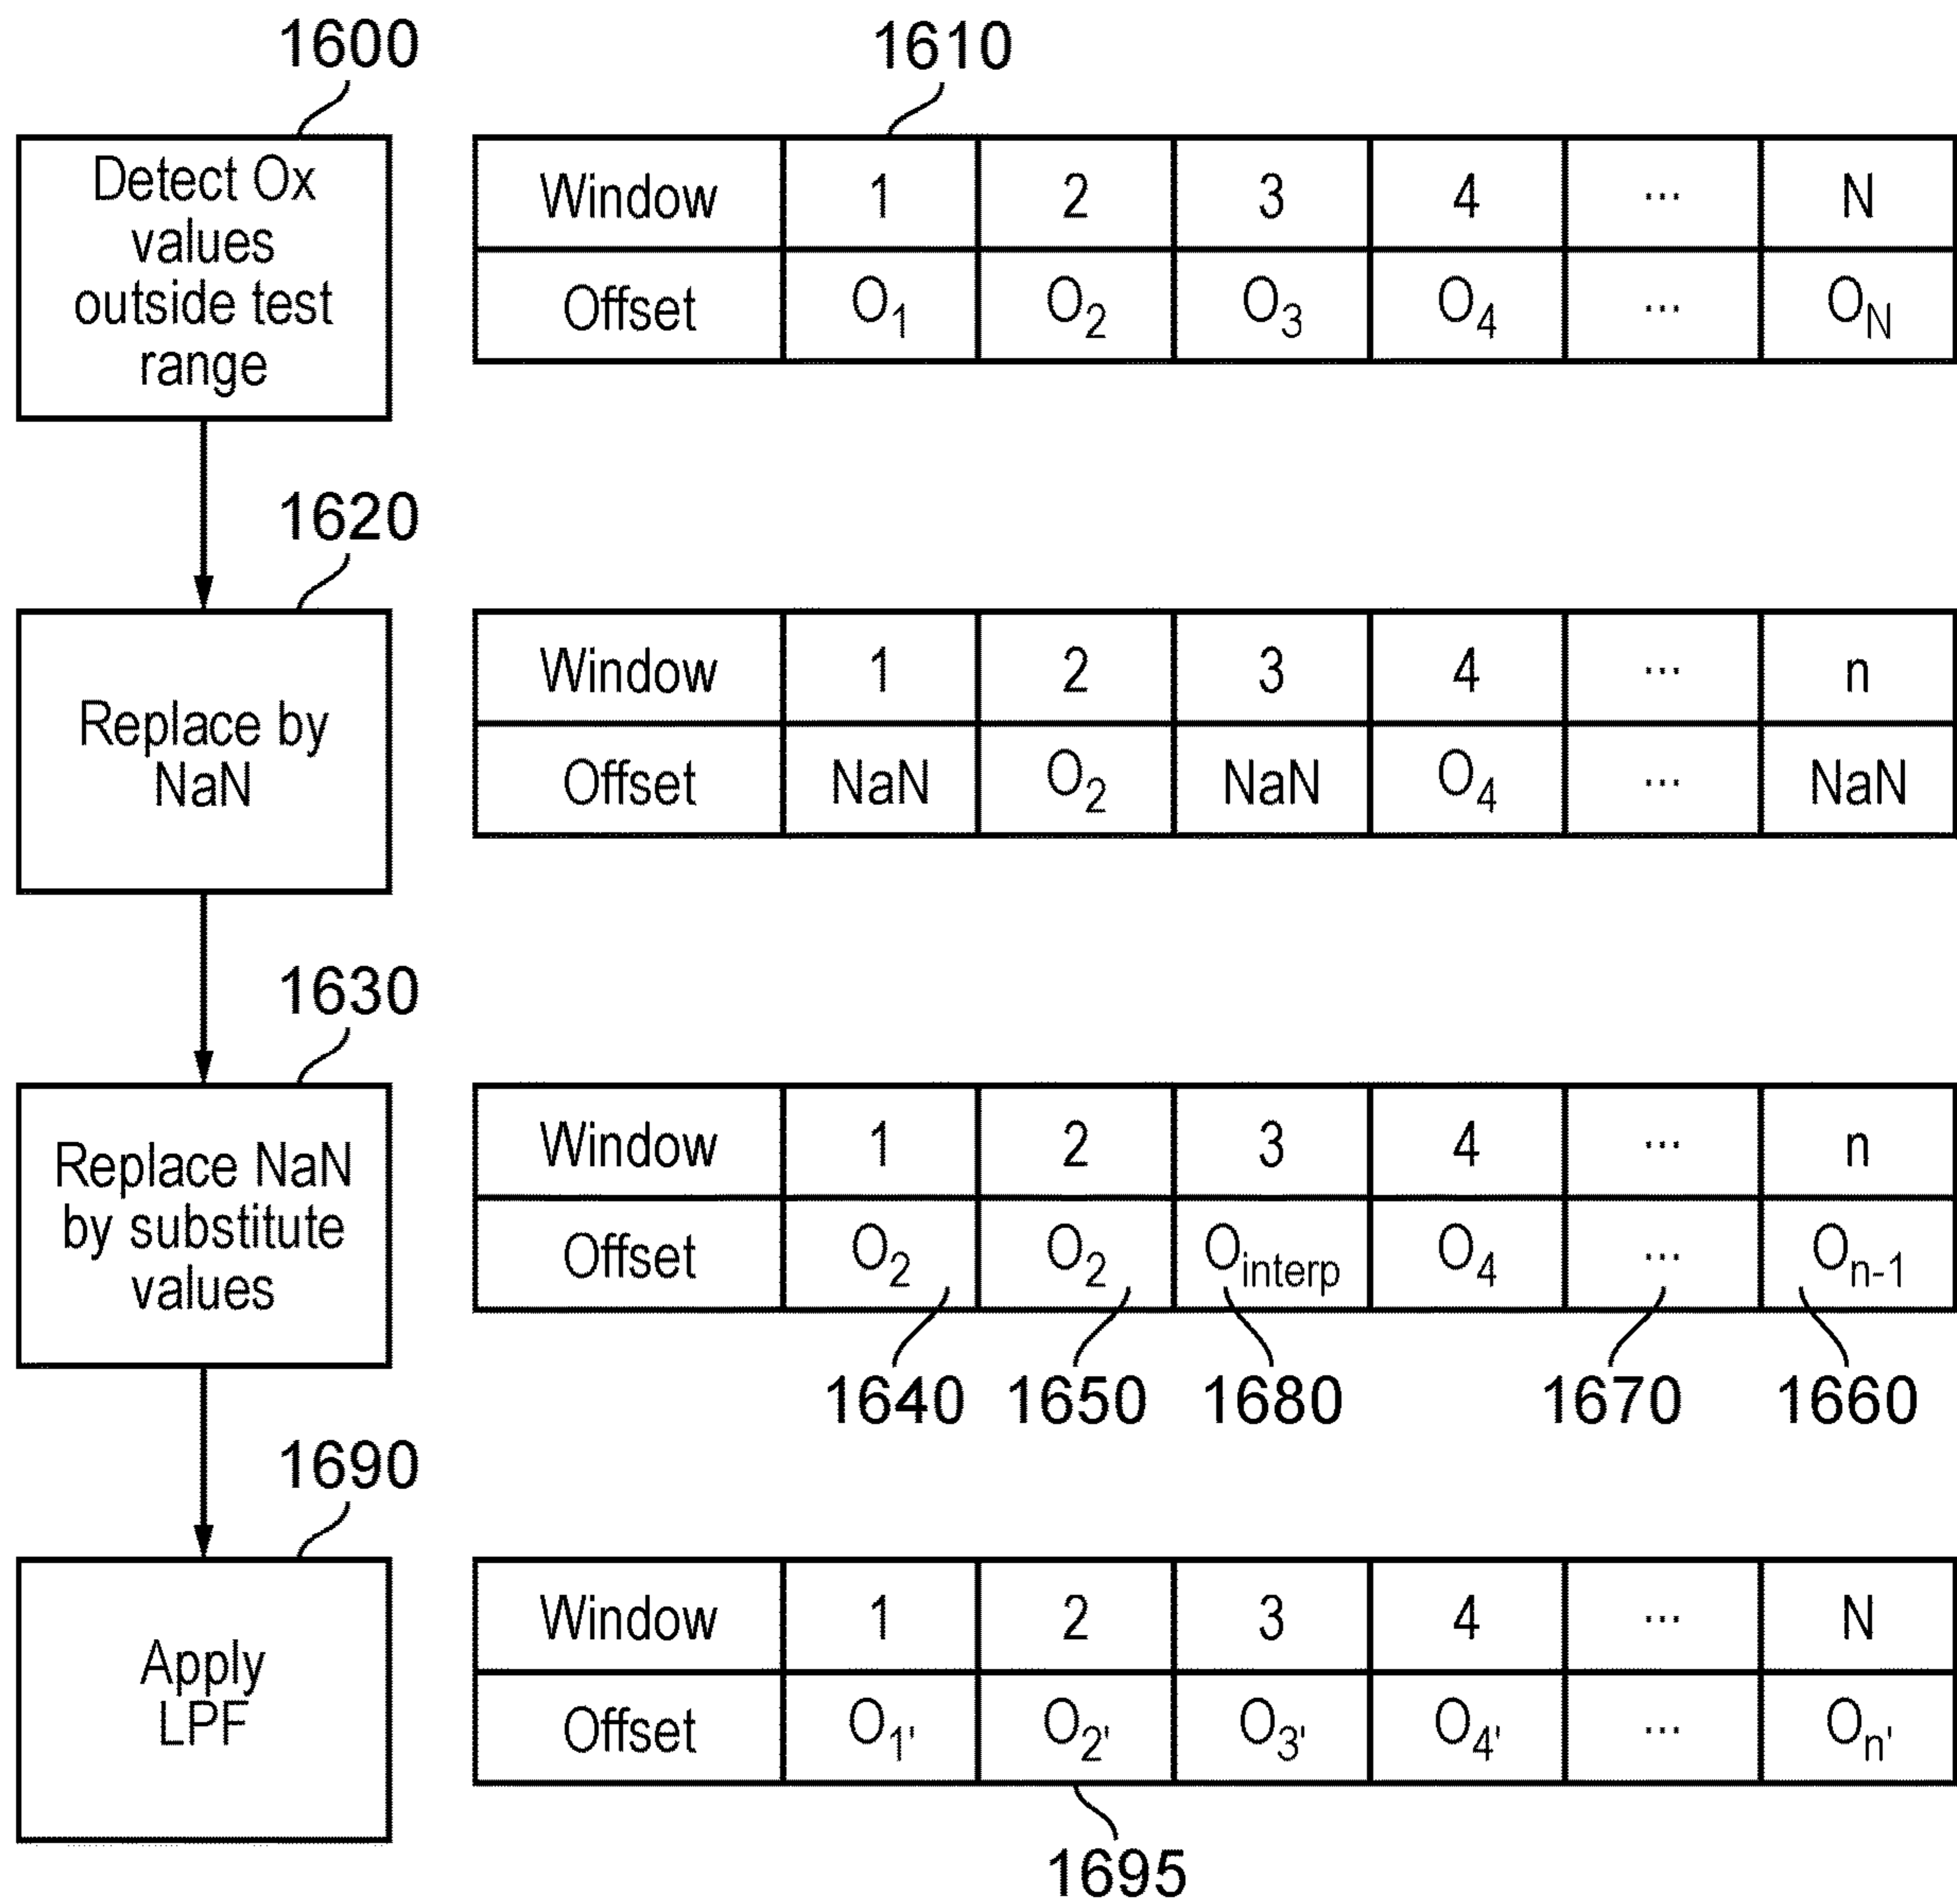 1600
1610
Detect Ox
values
outside test
range
Window 1 2 3 4 ... N
Offset O1 O2 O3 O4 ... ON
1620
Replace by
NaN
Window 1 2 3 4 ... n
Offset NaN O2 NaN O4 ... NaN
1630
Replace NaN
by substitute
values
Window 1 2 3 4 ... n
Offset O2 O2 Ointerp O4 ... On-1
1640 1650 1680 1670 1660
1690
Apply
LPF
Window 1 2 3 4 ... N
Offset O1' O2' O3' O4' ... On'
1695